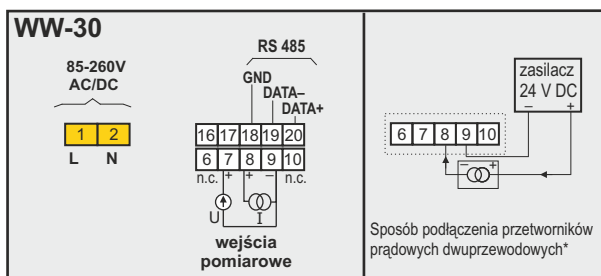 WW-30
85-260V
AC/DC
1 2
L N
RS 485
GND
DATA–
DATA+
16 17 18 19 20
6 7 8 9 10
n.c. + + – n.c.
U I
wejścia
pomiarowe
zasilacz
24 V DC
– +
6 7 8 9 10
– +
Sposób podłączenia przetworników
prądowych dwuprzewodowych*